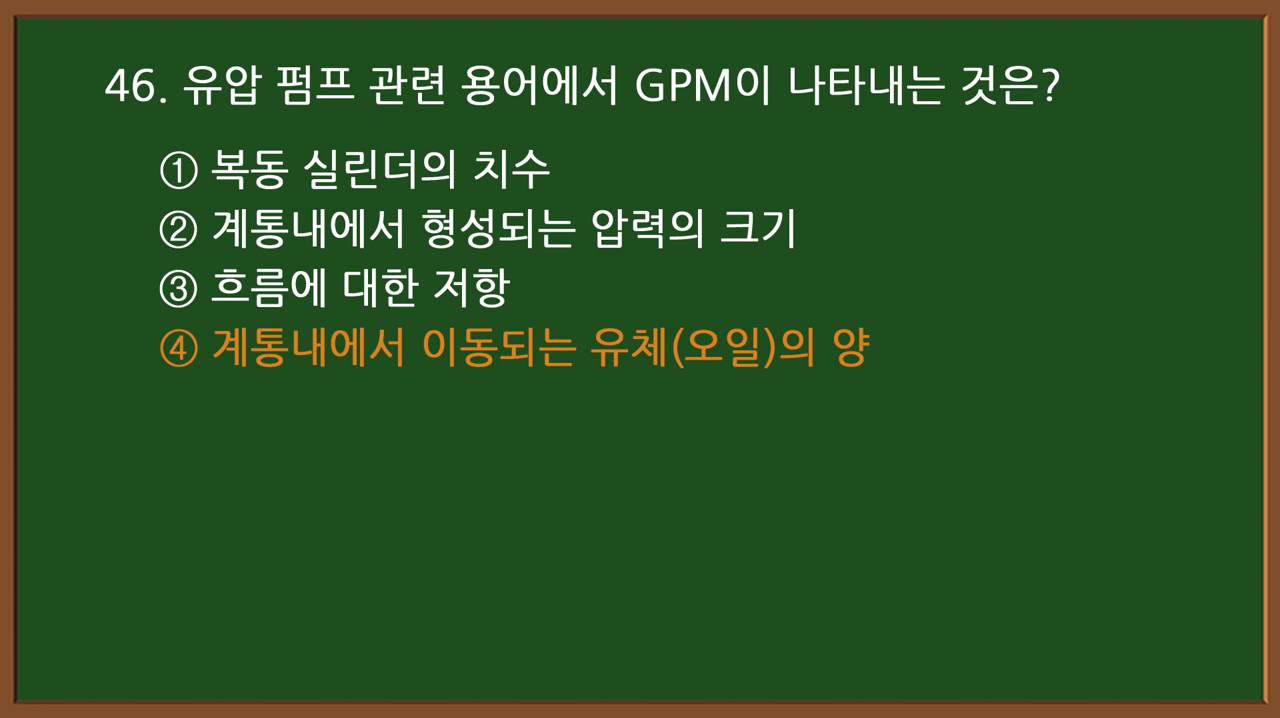 46. 유압 펌프 관련 용어에서 GPM이 나타내는 것은?
① 복동 실린더의 치수
② 계통내에서 형성되는 압력의 크기
③ 흐름에 대한 저항
④ 계통내에서 이동되는 유체(오일)의 양